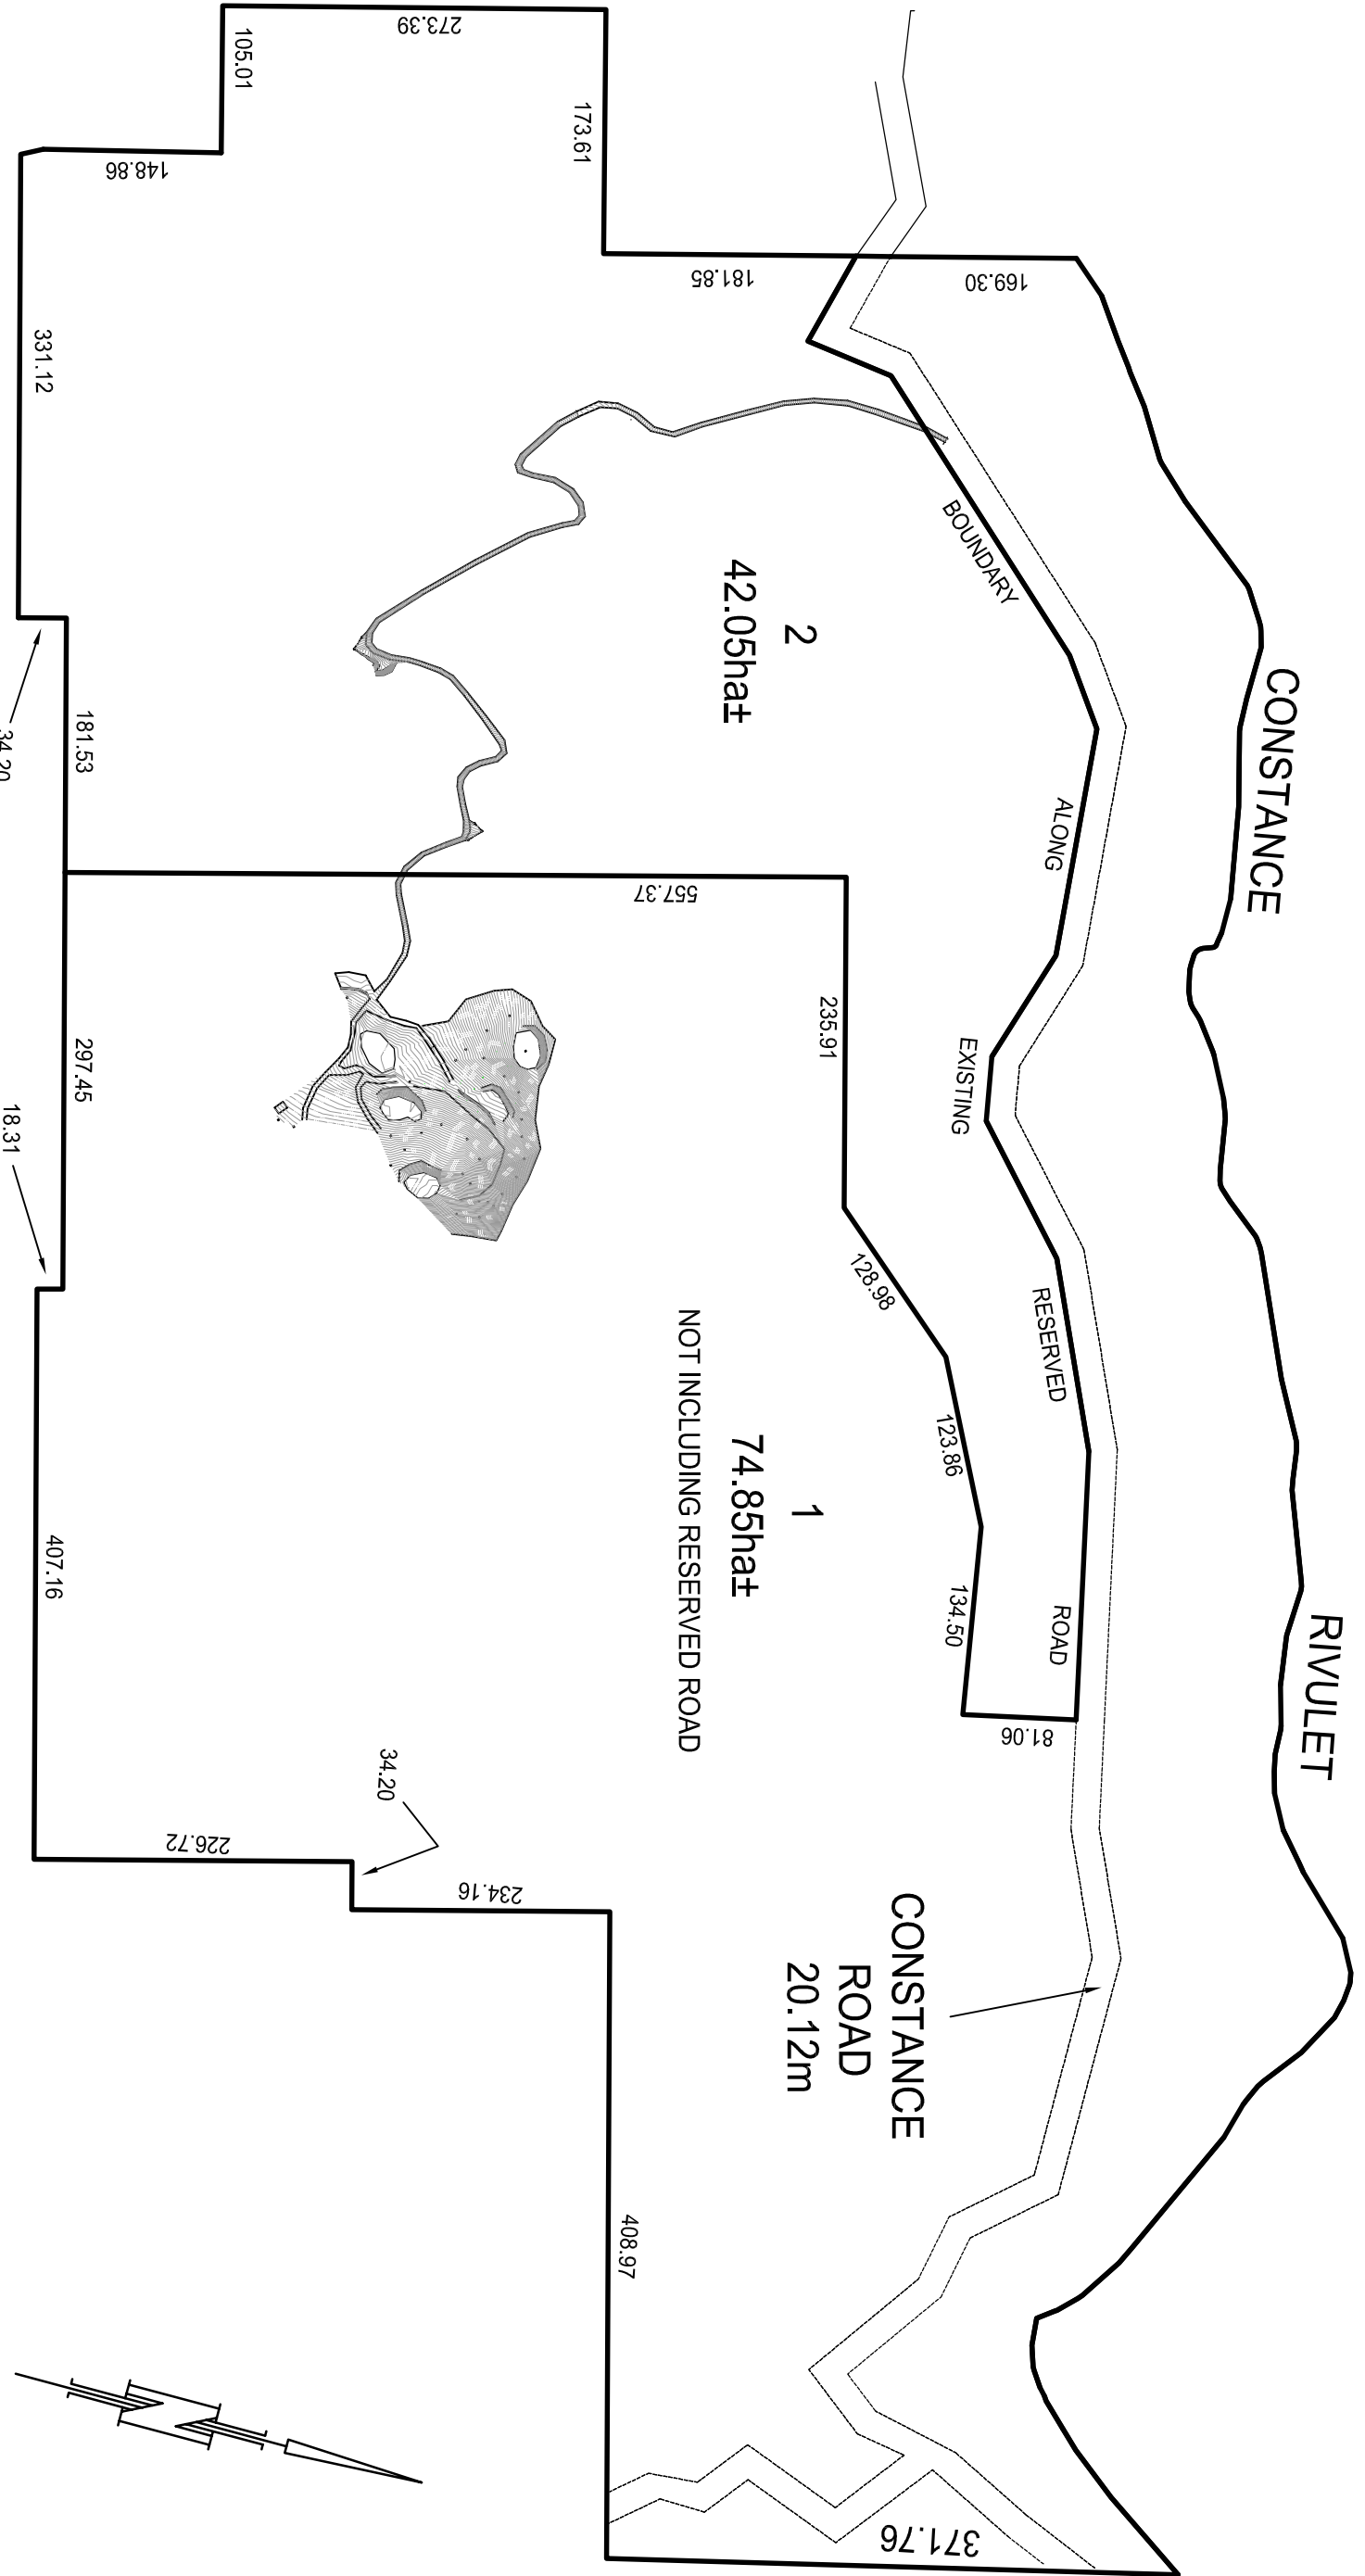 CONSTANCE
RIVULET
169.30
181.85
173.61
273.39
105.01
148.86
331.12
34.20
181.53
BOUNDARY
ALONG
EXISTING
RESERVED
ROAD
2
42.05ha±
557.37
235.91
128.98
123.86
134.50
81.06
1
74.85ha±
NOT INCLUDING RESERVED ROAD
CONSTANCE
ROAD
20.12m
297.45
18.31
407.16
226.72
34.20
234.16
408.97
371.76
N